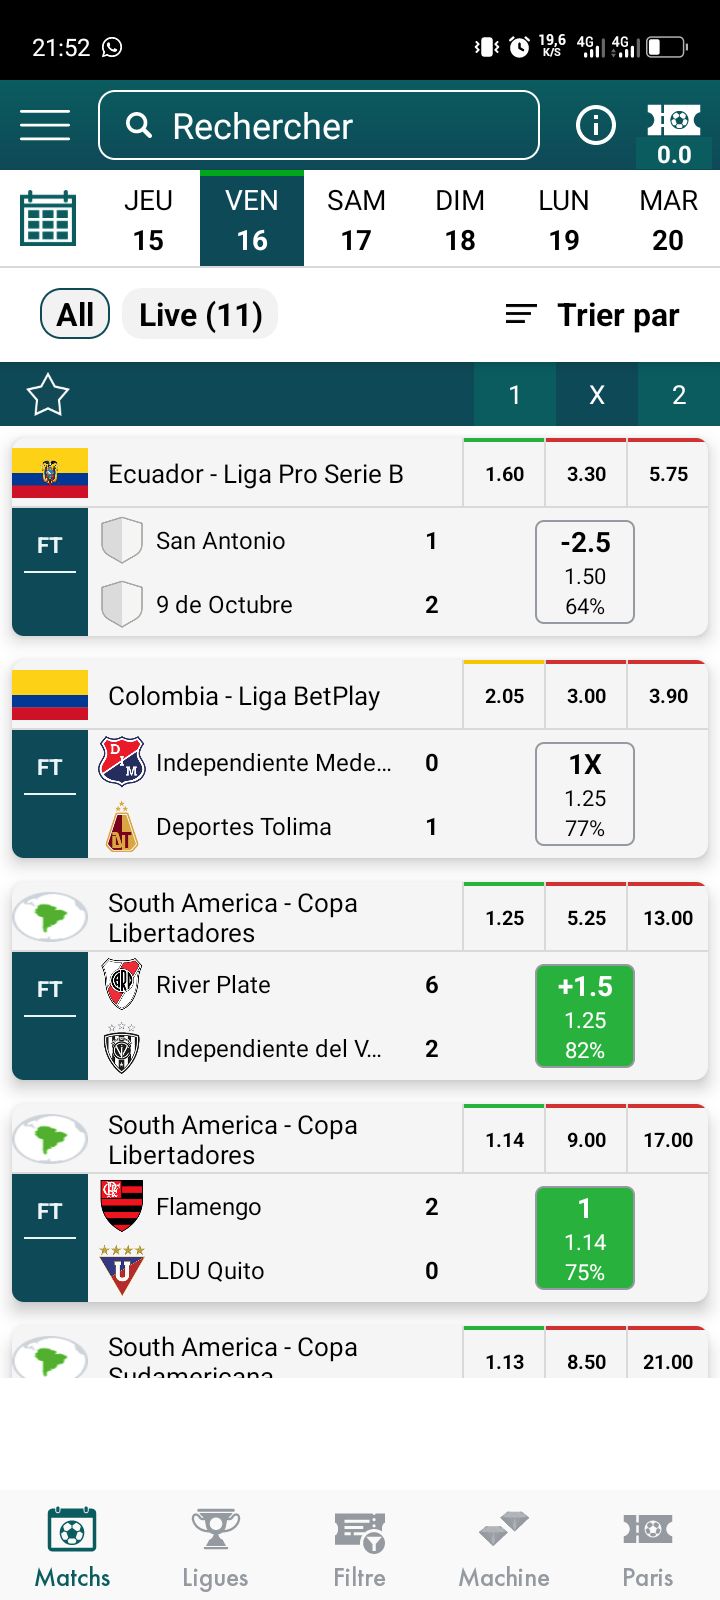 21:52
19,6 K/S 4G 4G
Rechercher
0.0
JEU VEN SAM DIM LUN MAR
15 16 17 18 19 20
All Live (11) Trier par
1 X 2
Ecuador - Liga Pro Serie B 1.60 3.30 5.75
FT San Antonio 1 -2.5
1.50
9 de Octubre 2 64%
Colombia - Liga BetPlay 2.05 3.00 3.90
FT Independiente Mede... 0 1X
1.25
Deportes Tolima 1 77%
South America - Copa
Libertadores 1.25 5.25 13.00
FT River Plate 6 +1.5
1.25
Independiente del V... 2 82%
South America - Copa
Libertadores 1.14 9.00 17.00
FT Flamengo 2 1
1.14
LDU Quito 0 75%
South America - Copa
Sudamericana 1.13 8.50 21.00
Matchs Ligues Filtre Machine Paris